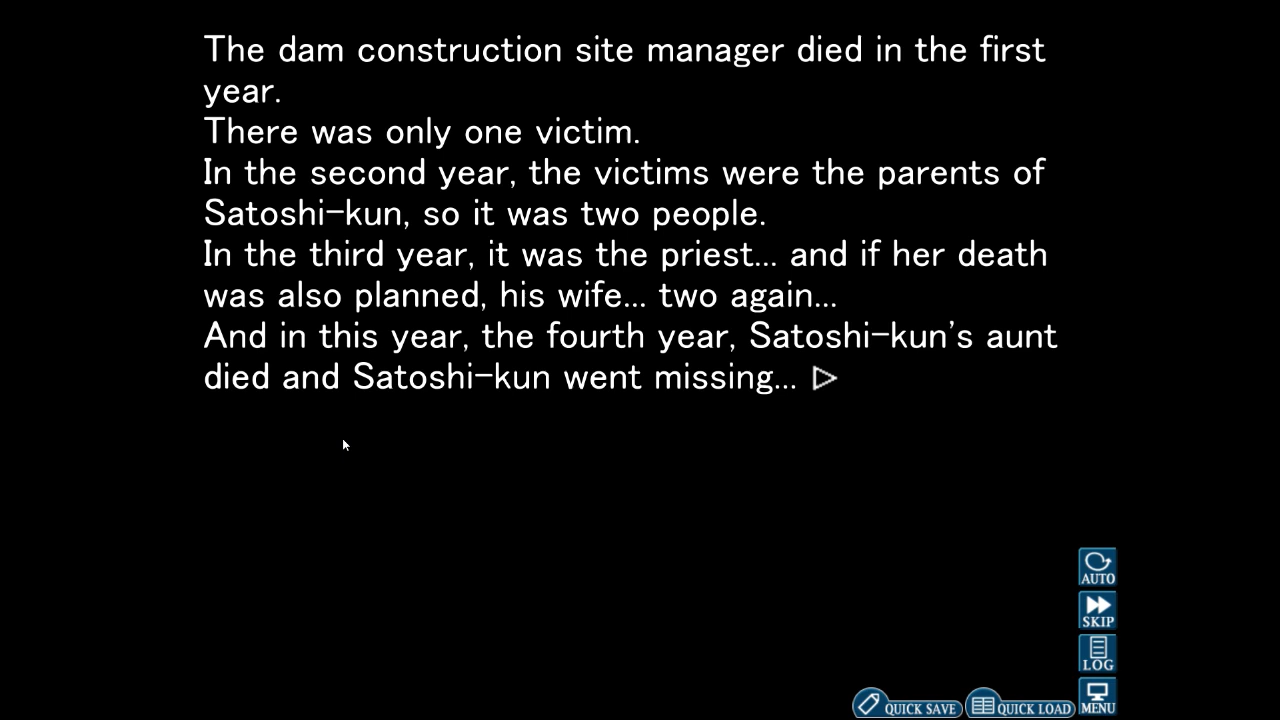 The dam construction site manager died in the first
year.
There was only one victim.
In the second year, the victims were the parents of
Satoshi-kun, so it was two people.
In the third year, it was the priest... and if her death
was also planned, his wife... two again...
And in this year, the fourth year, Satoshi-kun's aunt
died and Satoshi-kun went missing...
AUTO
SKIP
LOG
MENU
QUICK SAVE
QUICK LOAD